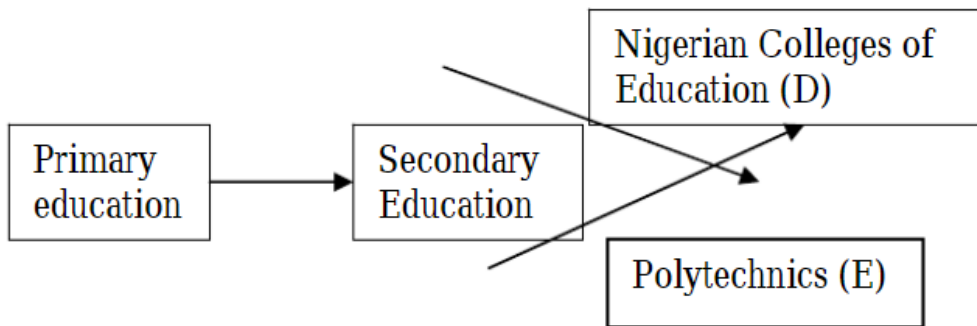 Nigerian Colleges of
Education (D)
Primary
education
Secondary
Education
Polytechnics (E)